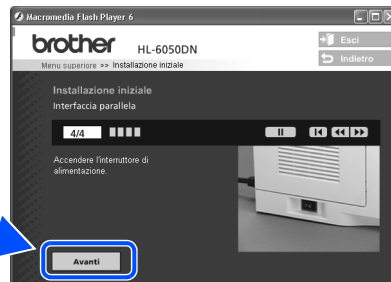 Macromedia Flash Player 6
brother HL-6050DN
Esci
Menu superiore >> Installazione iniziale
Indietro
Installazione iniziale
Interfaccia parallela
4/4
Accendere l'interruttore di
alimentazione.
Avanti